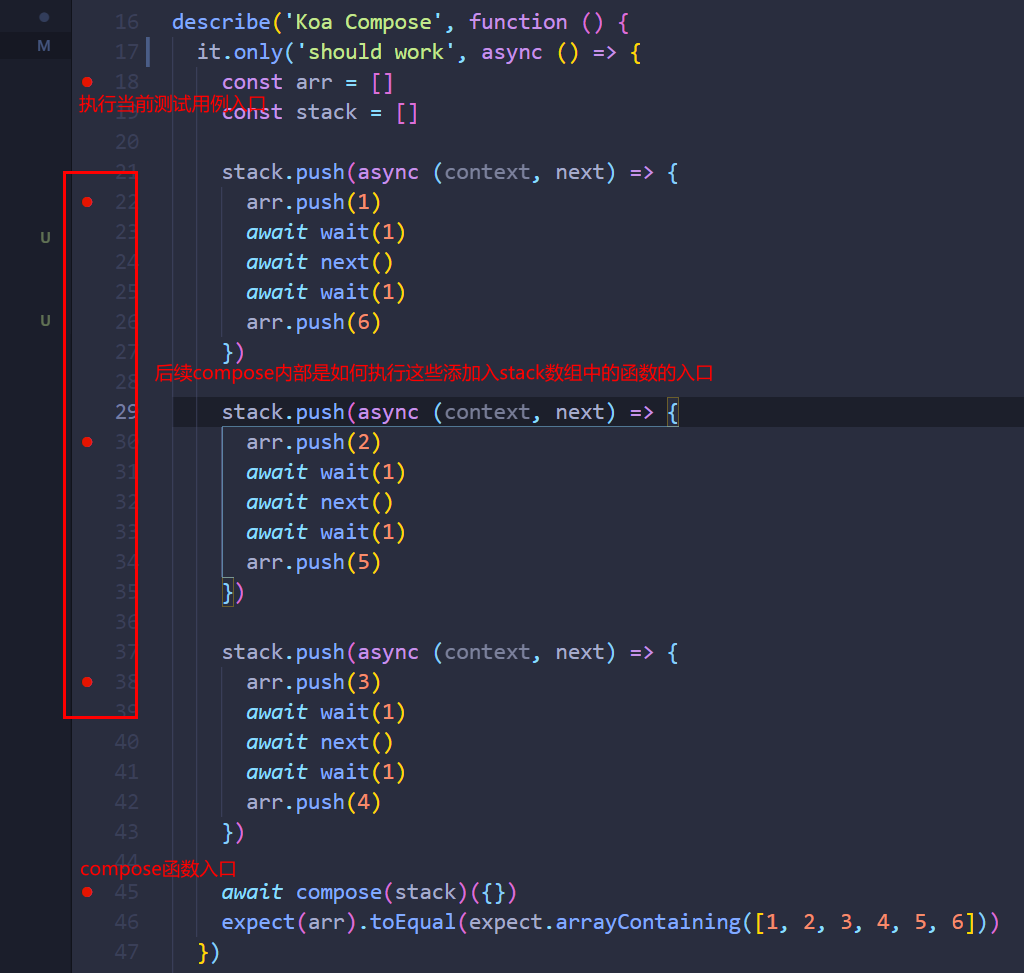 16 describe('Koa Compose', function () {
M 17 it.only('should work', async () => {
18 const arr = []
执行当前测试用例入口
19 const stack = []
20
21 stack.push(async (context, next) => {
22 arr.push(1)
U 23 await wait(1)
24 await next()
25 await wait(1)
U 26 arr.push(6)
27 })
后续compose内部是如何执行这些添加入stack数组中的函数的入口
28
29 stack.push(async (context, next) => {
30 arr.push(2)
31 await wait(1)
32 await next()
33 await wait(1)
34 arr.push(5)
35 })
36
37 stack.push(async (context, next) => {
38 arr.push(3)
39 await wait(1)
40 await next()
41 await wait(1)
42 arr.push(4)
43 })
44
compose函数入口
45 await compose(stack)({})
46 expect(arr).toEqual(expect.arrayContaining([1, 2, 3, 4, 5, 6]))
47 })